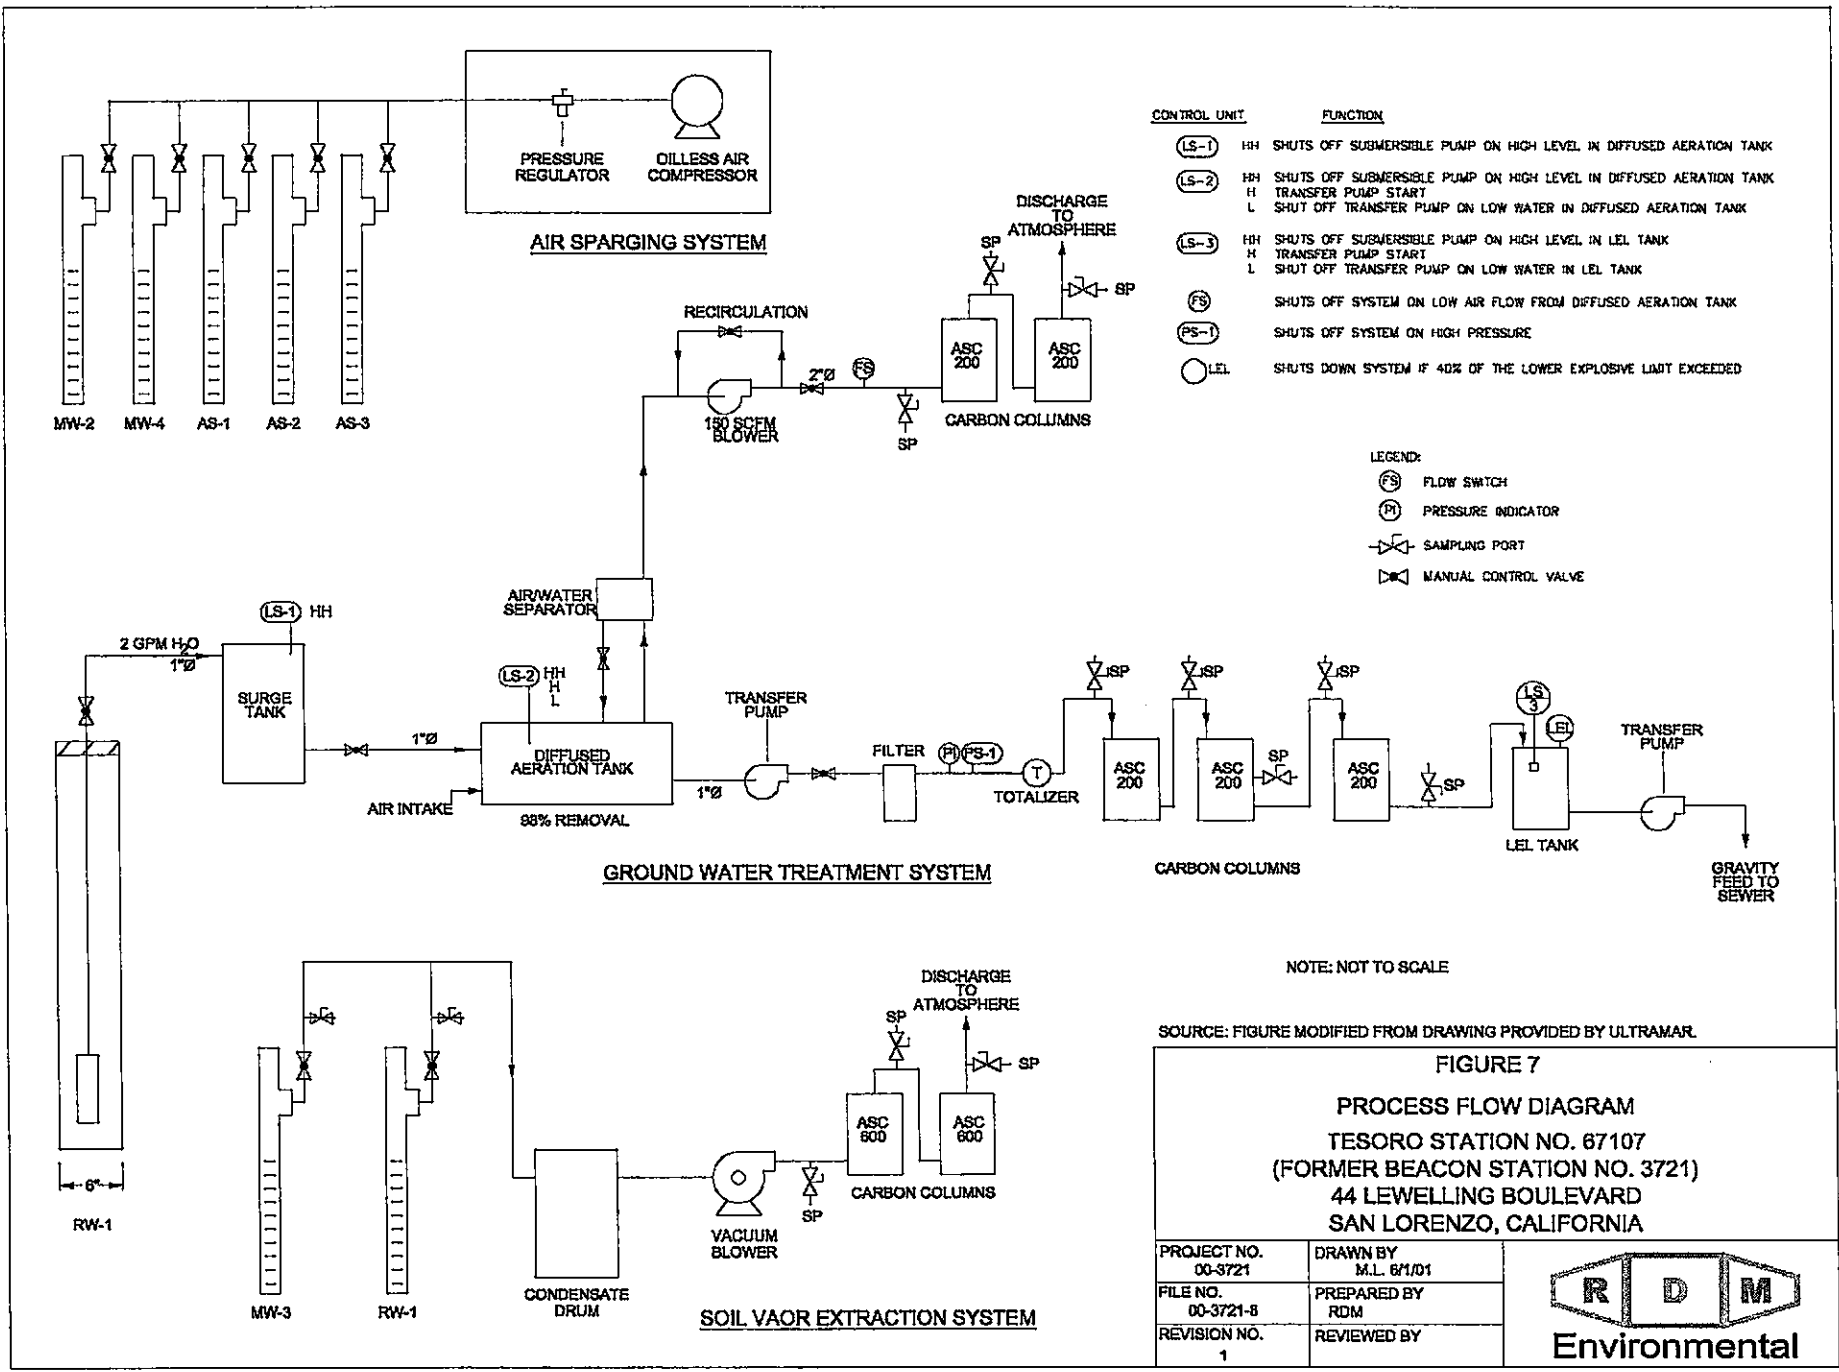 PRESSURE
REGULATOR
OILLESS AIR
COMPRESSOR
AIR SPARGING SYSTEM
MW-2
MW-4
AS-1
AS-2
AS-3
CONTROL UNIT
FUNCTION
LS-1 HH SHUTS OFF SUBMERSIBLE PUMP ON HIGH LEVEL IN DIFFUSED AERATION TANK
LS-2 HH SHUTS OFF SUBMERSIBLE PUMP ON HIGH LEVEL IN DIFFUSED AERATION TANK
H TRANSFER PUMP START
L SHUT OFF TRANSFER PUMP ON LOW WATER IN DIFFUSED AERATION TANK
LS-3 HH SHUTS OFF SUBMERSIBLE PUMP ON HIGH LEVEL IN LEL TANK
H TRANSFER PUMP START
L SHUT OFF TRANSFER PUMP ON LOW WATER IN LEL TANK
FS SHUTS OFF SYSTEM ON LOW AIR FLOW FROM DIFFUSED AERATION TANK
PS-1 SHUTS OFF SYSTEM ON HIGH PRESSURE
LEL SHUTS DOWN SYSTEM IF 40% OF THE LOWER EXPLOSIVE LIMIT EXCEEDED
LEGEND:
FS FLOW SWITCH
PI PRESSURE INDICATOR
SAMPLING PORT
MANUAL CONTROL VALVE
DISCHARGE
TO
ATMOSPHERE
SP
SP
RECIRCULATION
2"Ø
FS
150 SCFM
BLOWER
SP
ASC
200
ASC
200
CARBON COLUMNS
AIR/WATER
SEPARATOR
LS-1 HH
2 GPM H2O
1"Ø
SURGE
TANK
1"Ø
LS-2 HH
H
L
DIFFUSED
AERATION TANK
AIR INTAKE
98% REMOVAL
1"Ø
TRANSFER
PUMP
FILTER
PI
PS-1
T
TOTALIZER
SP
SP
SP
ASC
200
ASC
200
SP
ASC
200
SP
CARBON COLUMNS
LS
3
LEL
LEL TANK
TRANSFER
PUMP
GRAVITY
FEED TO
SEWER
GROUND WATER TREATMENT SYSTEM
6"
RW-1
MW-3
RW-1
CONDENSATE
DRUM
VACUUM
BLOWER
SP
SP
ASC
600
ASC
600
CARBON COLUMNS
DISCHARGE
TO
ATMOSPHERE
SP
SOIL VAOR EXTRACTION SYSTEM
NOTE: NOT TO SCALE
SOURCE: FIGURE MODIFIED FROM DRAWING PROVIDED BY ULTRAMAR.
FIGURE 7
PROCESS FLOW DIAGRAM
TESORO STATION NO. 67107
(FORMER BEACON STATION NO. 3721)
44 LEWELLING BOULEVARD
SAN LORENZO, CALIFORNIA
PROJECT NO.
00-3721
DRAWN BY
M.L. 6/1/01
FILE NO.
00-3721-8
PREPARED BY
RDM
REVISION NO.
1
REVIEWED BY
RDM
Environmental